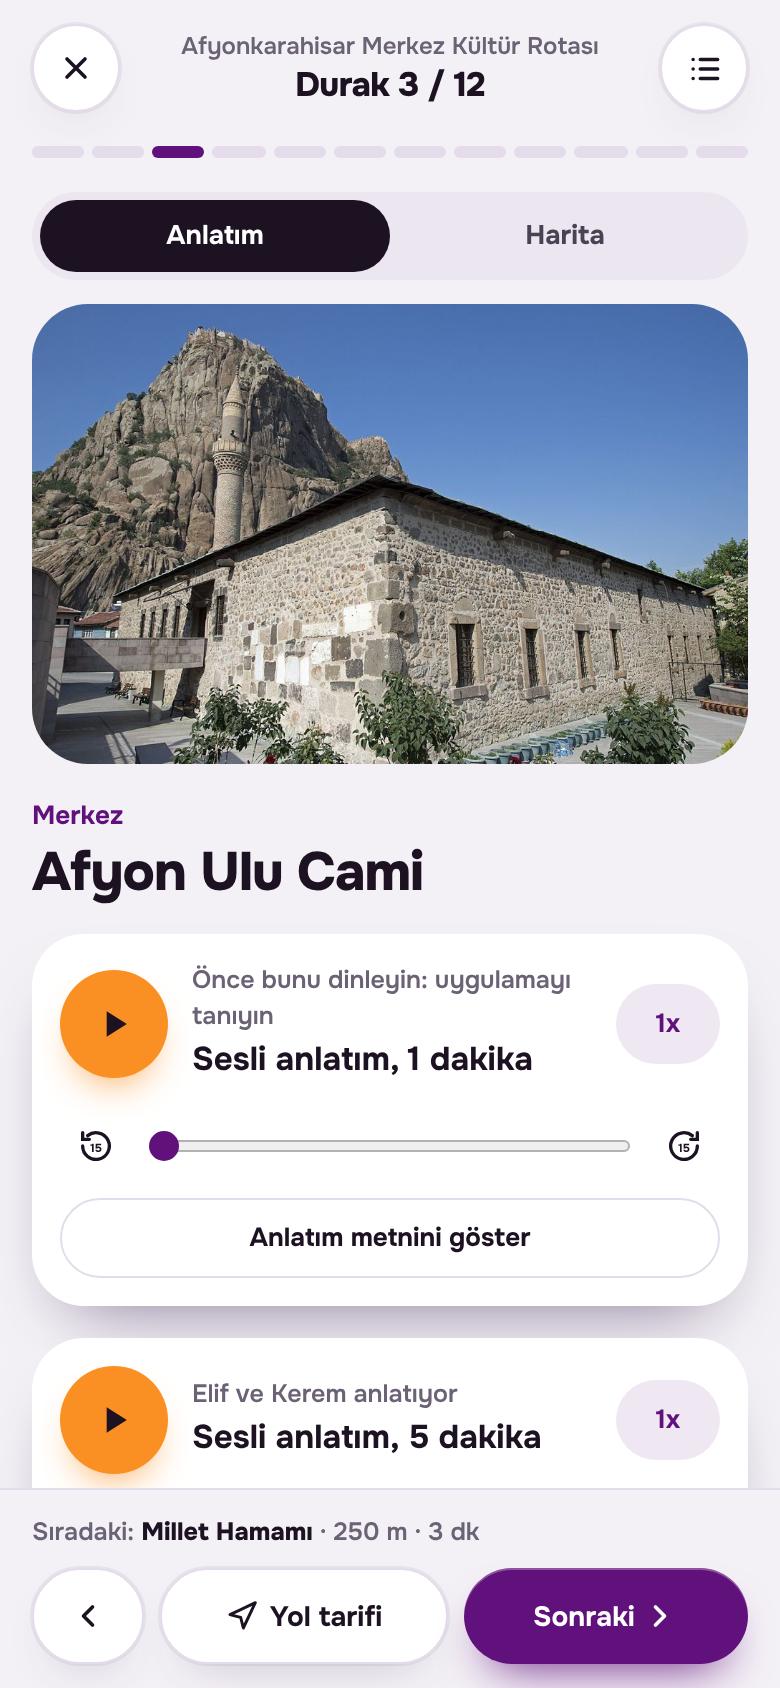 Afyonkarahisar Merkez Kültür Rotası
Durak 3 / 12
Anlatım
Harita
Merkez
Afyon Ulu Cami
Önce bunu dinleyin: uygulamayı
tanıyın
Sesli anlatım, 1 dakika
1x
15
15
Anlatım metnini göster
Elif ve Kerem anlatıyor
Sesli anlatım, 5 dakika
1x
Sıradaki: Millet Hamamı · 250 m · 3 dk
Yol tarifi
Sonraki